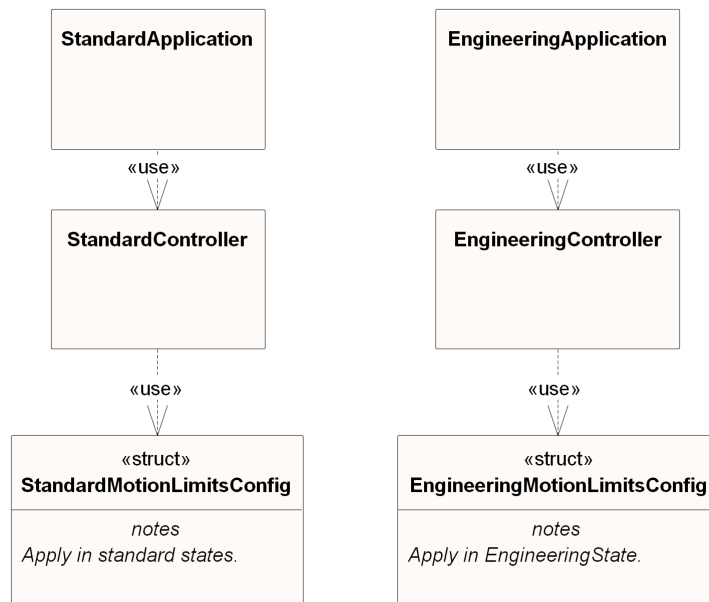 StandardApplication
EngineeringApplication
«use»
«use»
StandardController
EngineeringController
«use»
«use»
«struct»
StandardMotionLimitsConfig
notes
Apply in standard states.
«struct»
EngineeringMotionLimitsConfig
notes
Apply in EngineeringState.